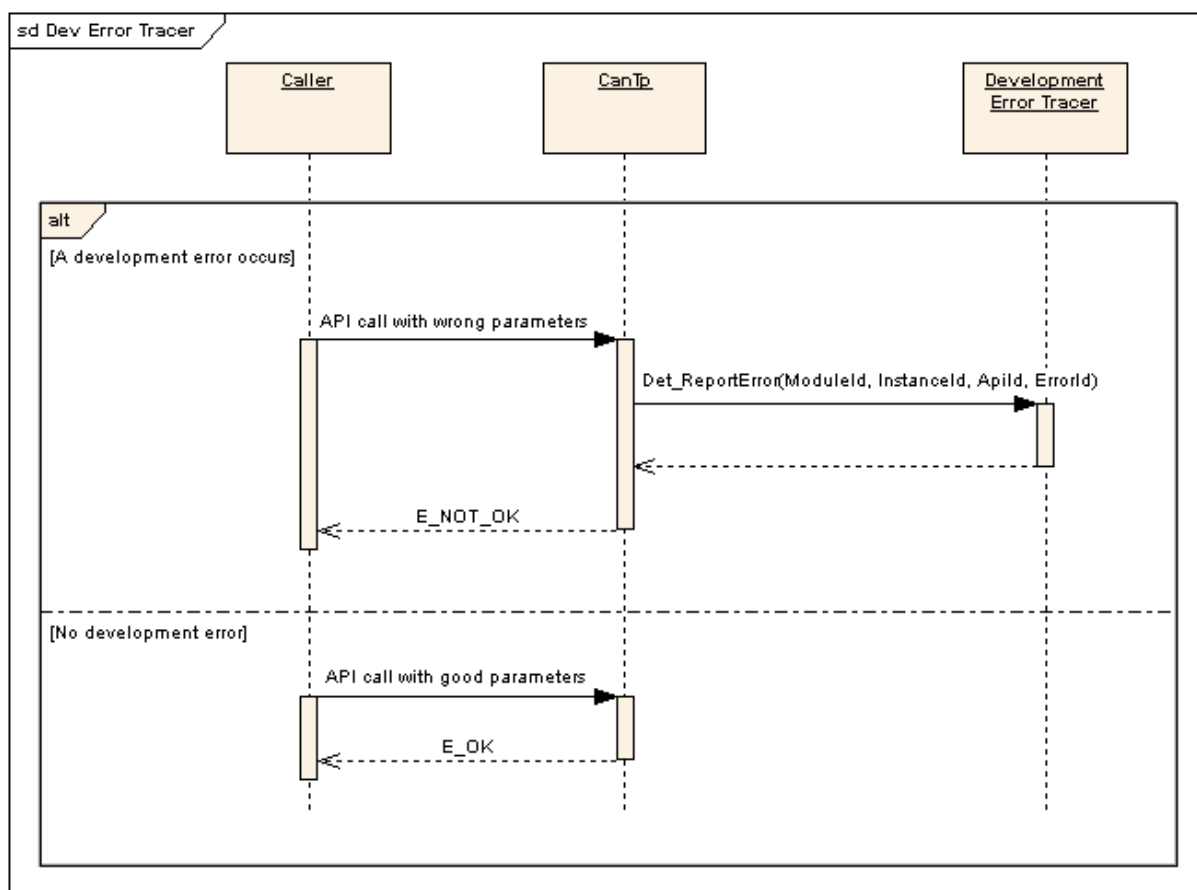 sd Dev Error Tracer
Caller
CanTp
Development
Error Tracer
alt
[A development error occurs]
API call with wrong parameters
Det_ReportError(ModuleId, InstanceId, ApiId, ErrorId)
E_NOT_OK
[No development error]
API call with good parameters
E_OK